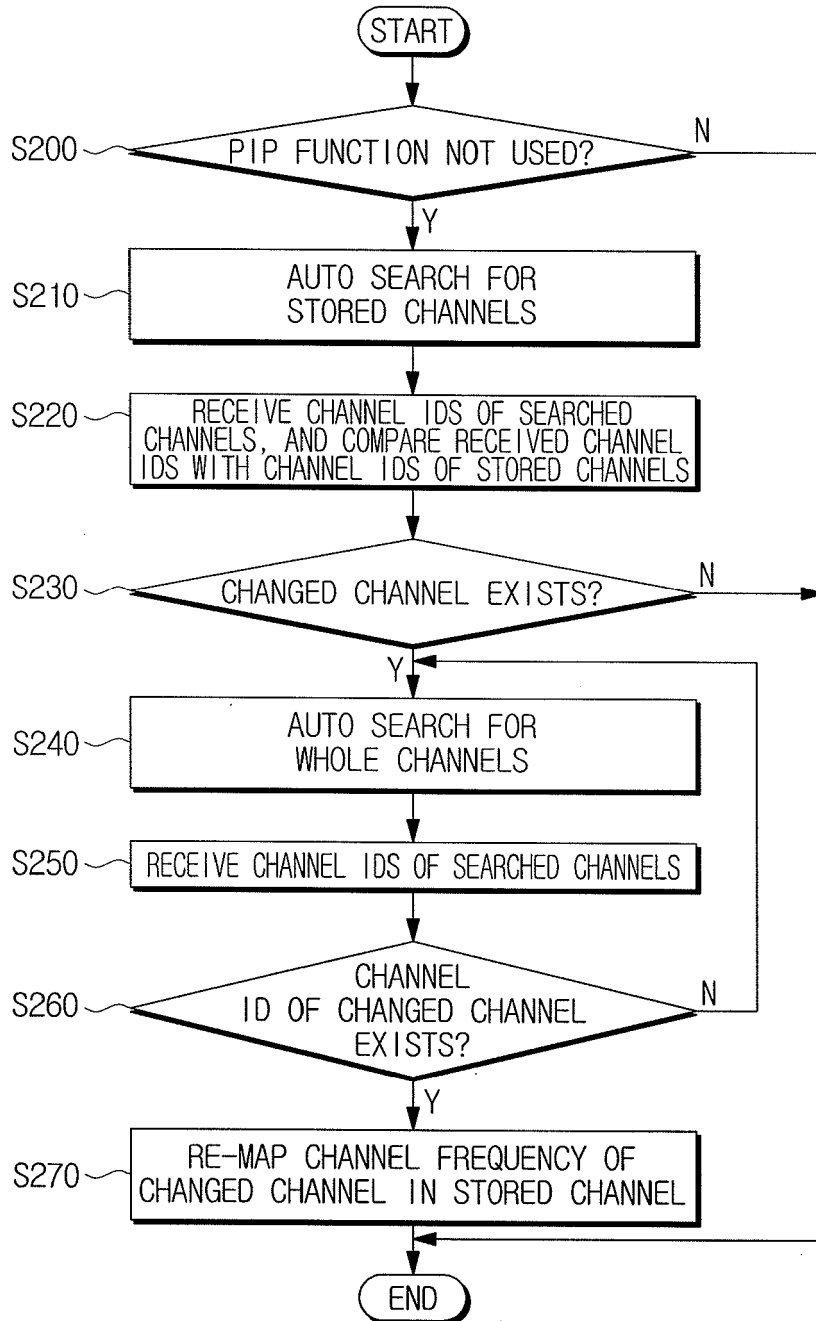 START
S200
PIP FUNCTION NOT USED?
N
Y
S210
AUTO SEARCH FOR
STORED CHANNELS
S220
RECEIVE CHANNEL IDS OF SEARCHED
CHANNELS, AND COMPARE RECEIVED CHANNEL
IDS WITH CHANNEL IDS OF STORED CHANNELS
S230
CHANGED CHANNEL EXISTS?
N
Y
S240
AUTO SEARCH FOR
WHOLE CHANNELS
S250
RECEIVE CHANNEL IDS OF SEARCHED CHANNELS
S260
CHANNEL
ID OF CHANGED CHANNEL
EXISTS?
N
Y
S270
RE-MAP CHANNEL FREQUENCY OF
CHANGED CHANNEL IN STORED CHANNEL
END